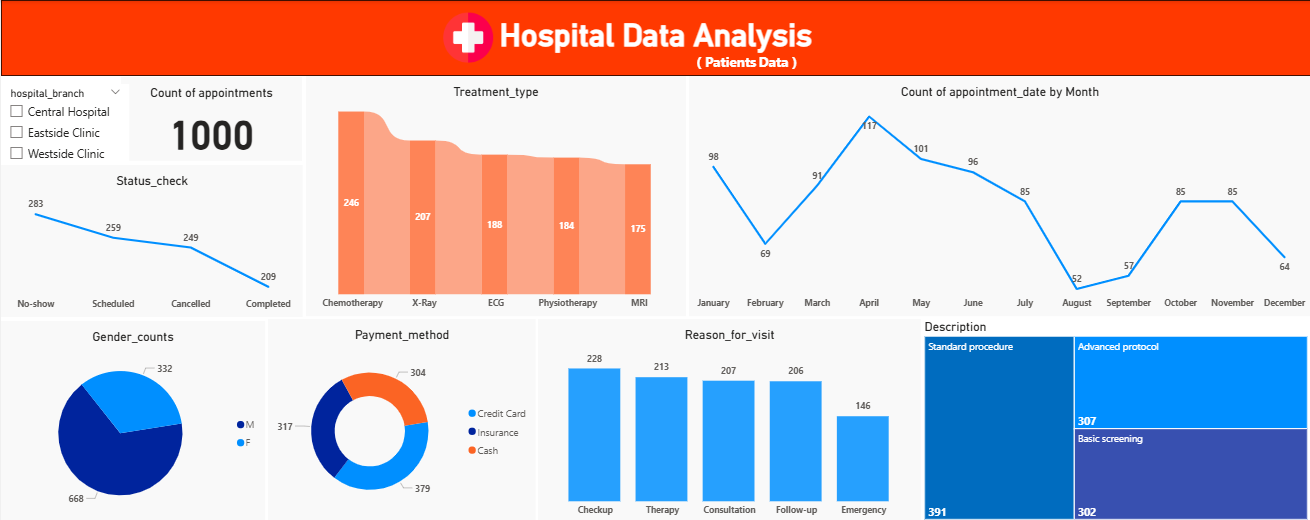 Hospital Data Analysis
( Patients Data )
hospital_branch
Central Hospital
Eastside Clinic
Westside Clinic
Count of appointments
1000
Status_check
283
259
249
209
No-show
Scheduled
Cancelled
Completed
Treatment_type
246
207
188
184
175
Chemotherapy
X-Ray
ECG
Physiotherapy
MRI
Count of appointment_date by Month
98
69
91
117
101
96
85
52
57
85
85
64
January
February
March
April
May
June
July
August
September
October
November
December
Gender_counts
332
668
M
F
Payment_method
304
317
379
Credit Card
Insurance
Cash
Reason_for_visit
228
213
207
206
146
Checkup
Therapy
Consultation
Follow-up
Emergency
Description
Standard procedure
391
Advanced protocol
307
Basic screening
302